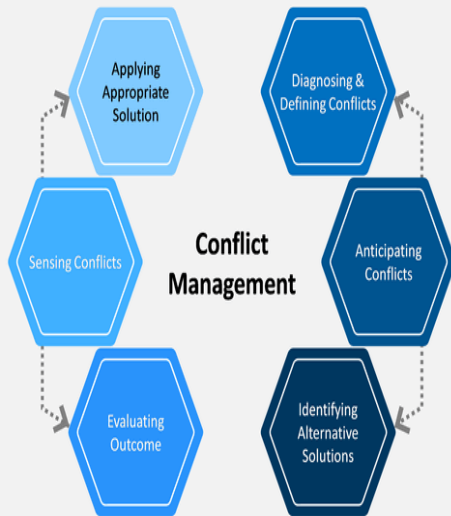 Applying
Appropriate
Solution
Diagnosing &
Defining Conflicts
Sensing Conflicts
Conflict
Management
Anticipating
Conflicts
Evaluating
Outcome
Identifying
Alternative
Solutions